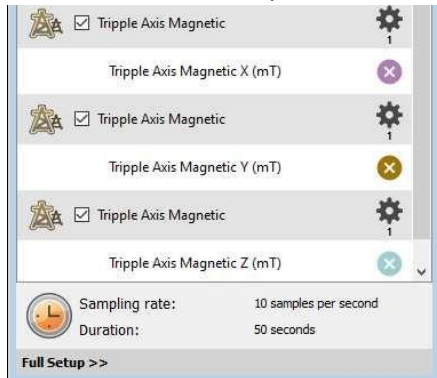 Tripple Axis Magnetic
1
Tripple Axis Magnetic X (mT)
Tripple Axis Magnetic
1
Tripple Axis Magnetic Y (mT)
Tripple Axis Magnetic
1
Tripple Axis Magnetic Z (mT)
Sampling rate: 10 samples per second
Duration: 50 seconds
Full Setup >>